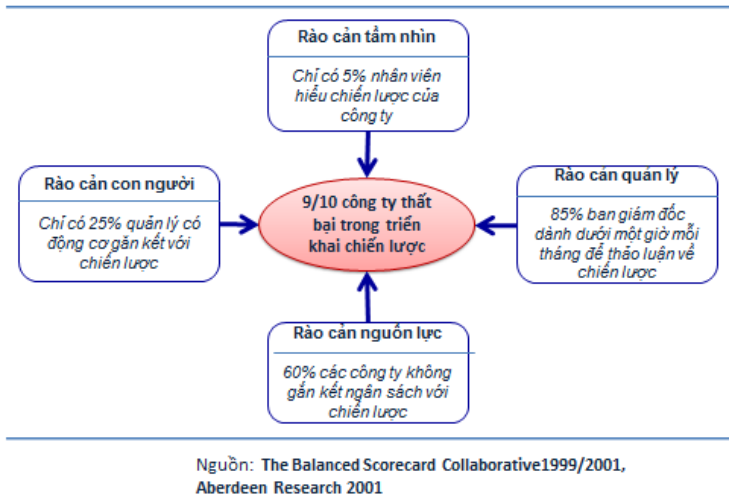 Rào cản tầm nhìn
Chỉ có 5% nhân viên
hiểu chiến lược của
công ty
Rào cản con người
Chỉ có 25% quản lý có
động cơ gắn kết với
chiến lược
9/10 công ty thất
bại trong triển
khai chiến lược
Rào cản quản lý
85% ban giám đốc
dành dưới một giờ mỗi
tháng để thảo luận về
chiến lược
Rào cản nguồn lực
60% các công ty không
gắn kết ngân sách với
chiến lược
Nguồn: The Balanced Scorecard Collaborative1999/2001,
Aberdeen Research 2001